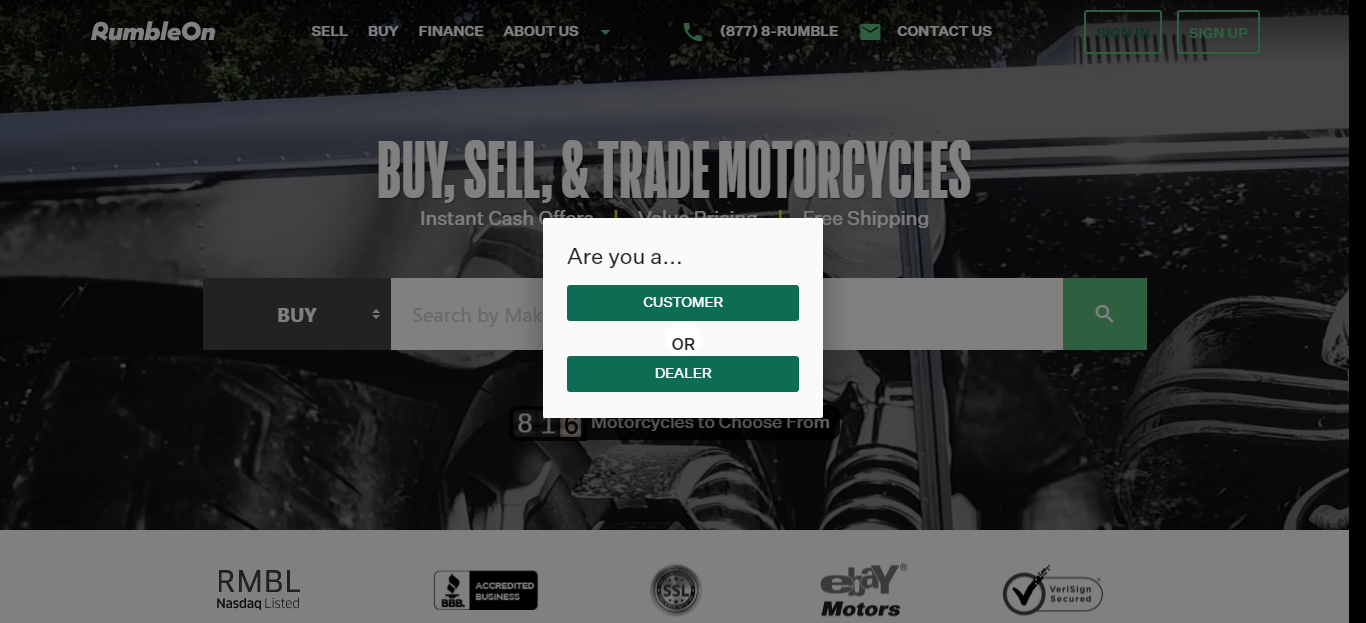 RumbleOn
SELL BUY FINANCE ABOUT US (877) 8-RUMBLE CONTACT US SIGN IN SIGN UP
BUY, SELL, & TRADE MOTORCYCLES
Instant Cash Offers | Value Pricing | Free Shipping
Are you a...
CUSTOMER
OR
DEALER
BUY
Search by Mak
816 Motorcycles to Choose From
RMBL
Nasdaq Listed
BBB.
ACCREDITED
BUSINESS
SSL
ebay®
Motors
VeriSign
Secured